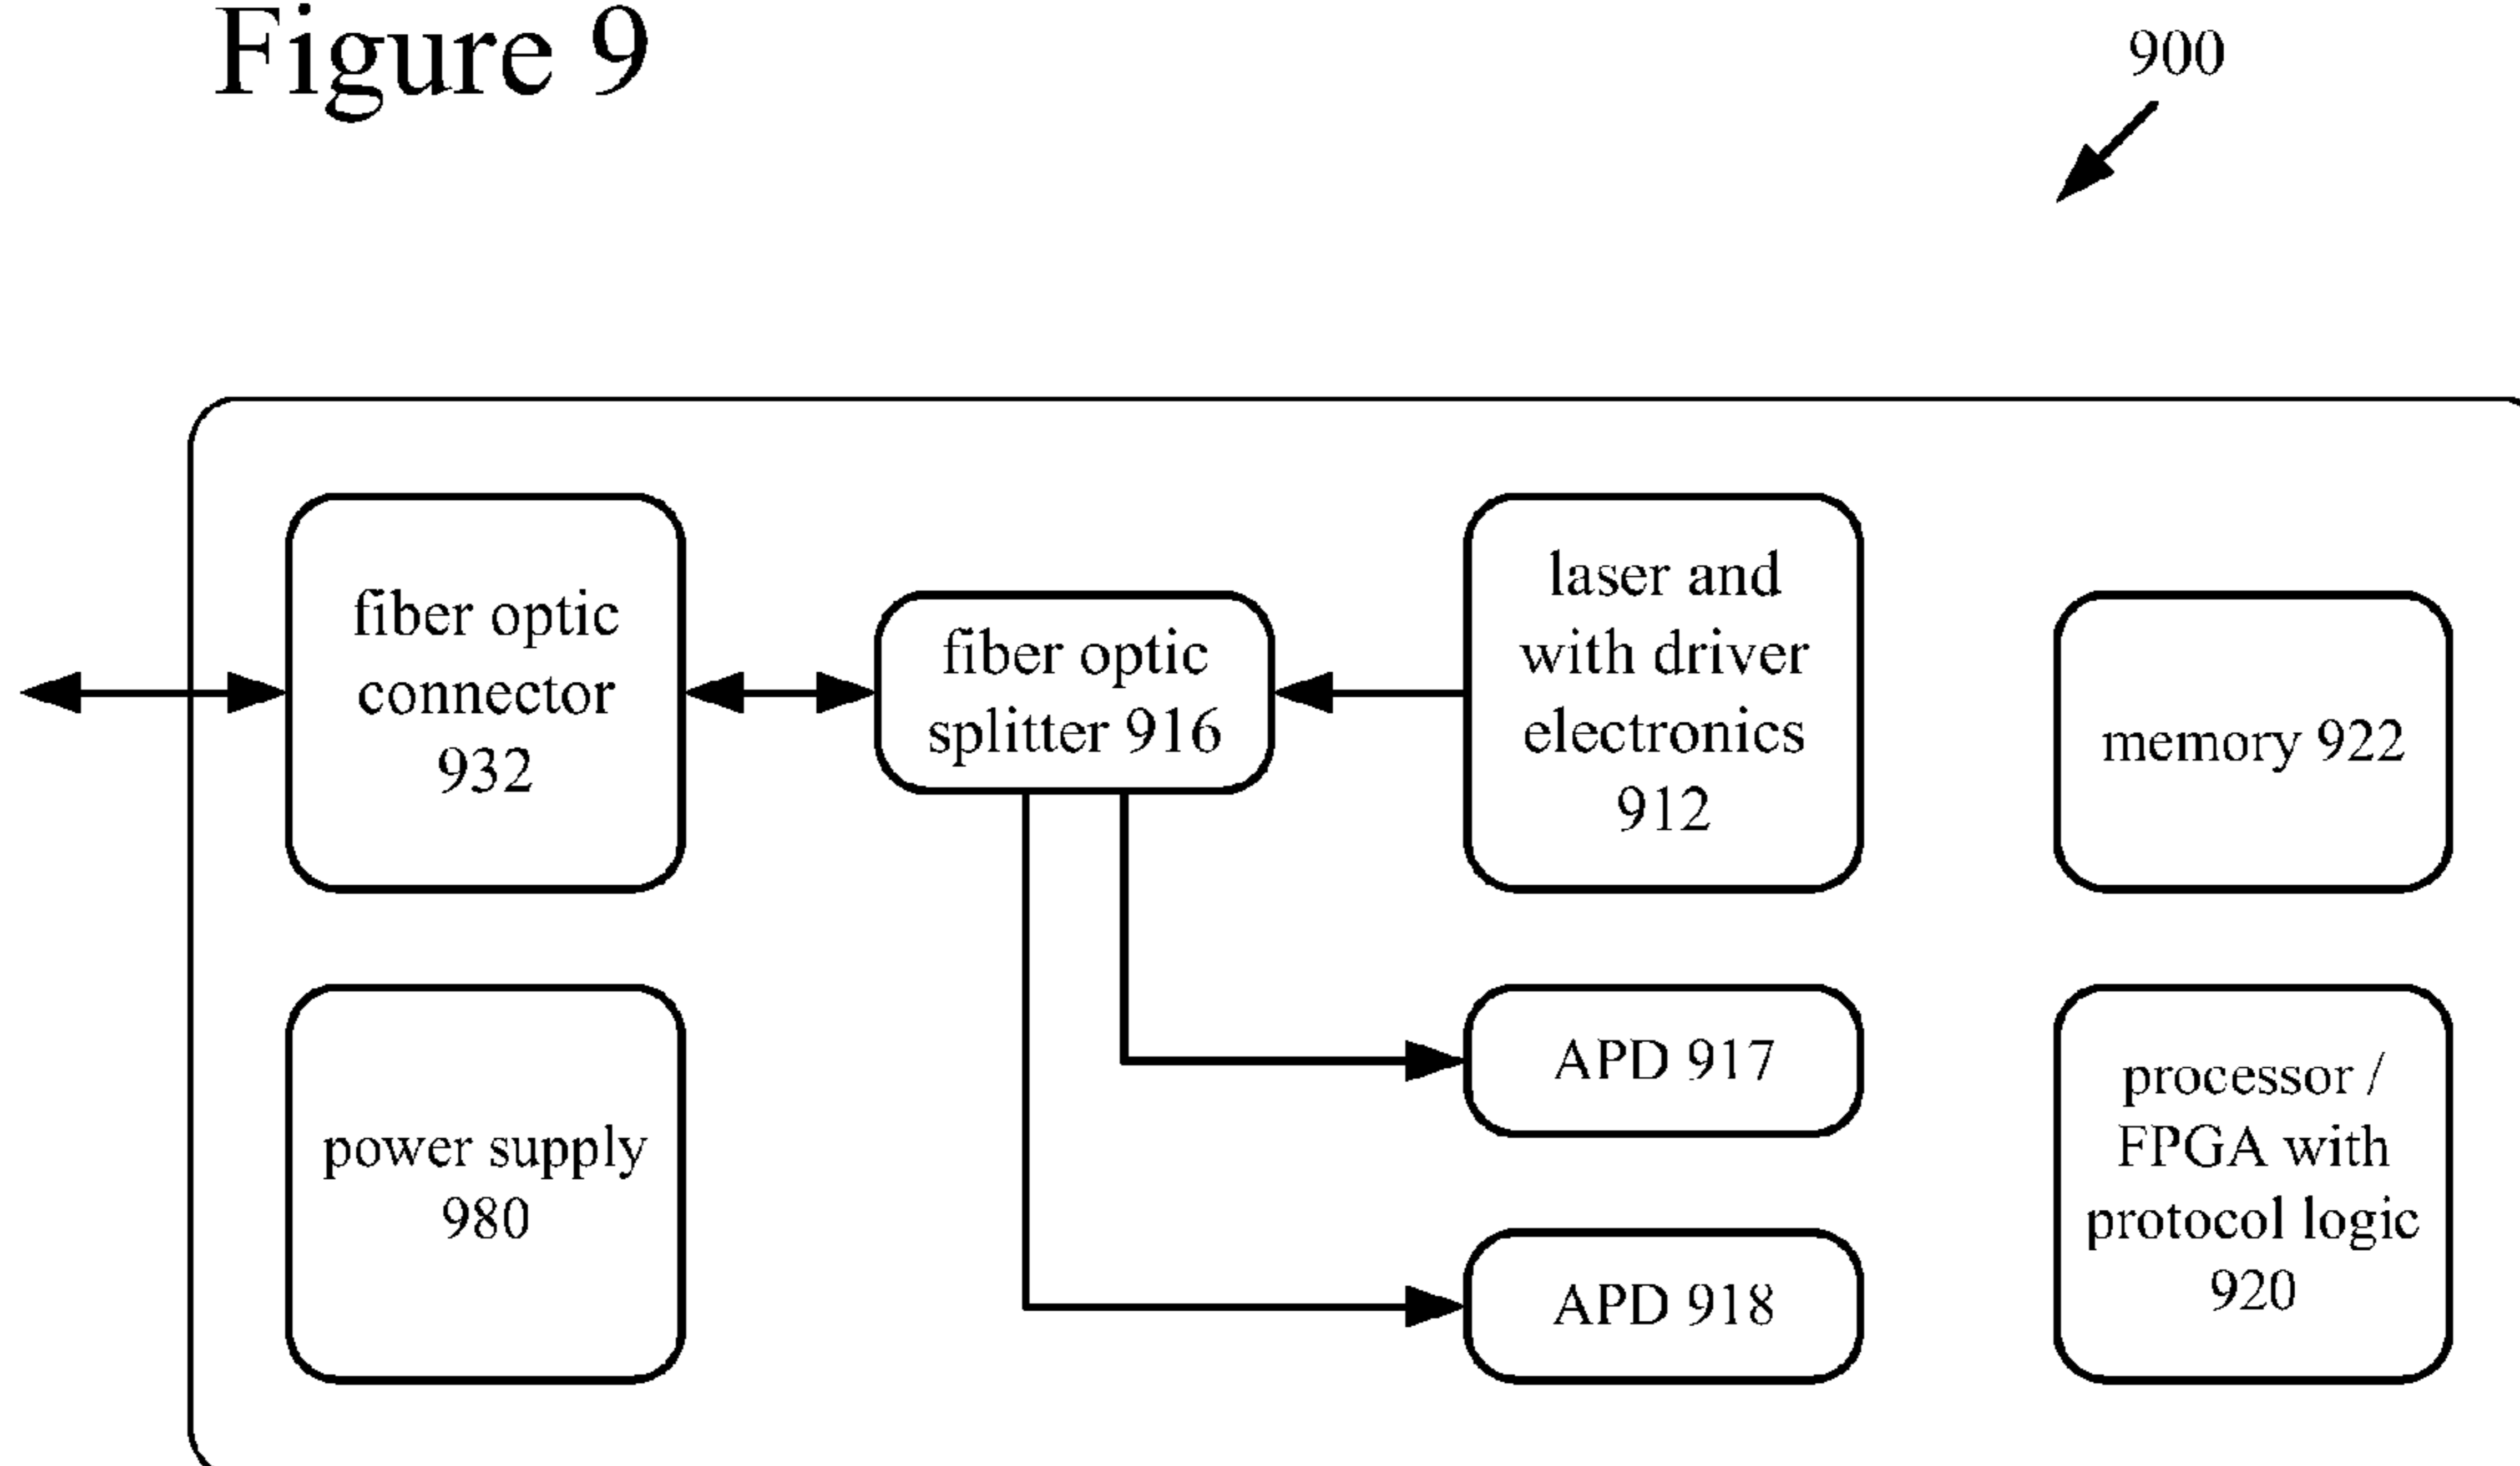 Figure 9
900
fiber optic
connector
932
fiber optic
splitter 916
laser and
with driver
electronics
912
memory 922
power supply
980
APD 917
APD 918
processor /
FPGA with
protocol logic
920